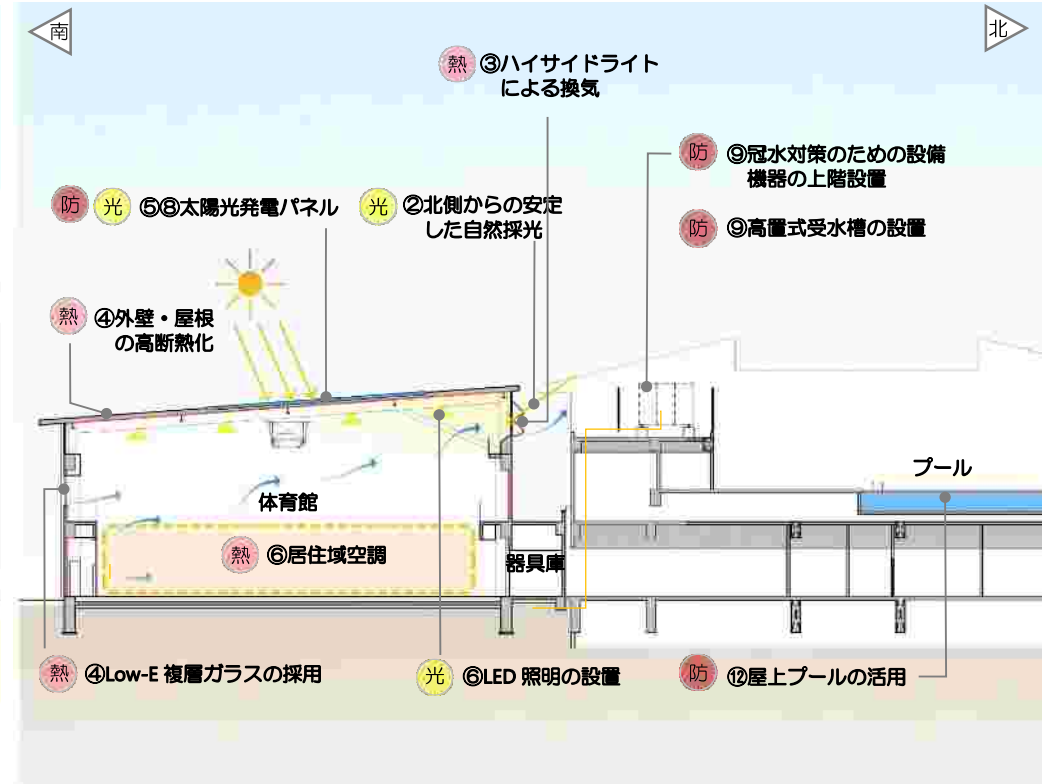 南
北
熱 ③ハイサイドライト
による換気
防 ⑨冠水対策のための設備
機器の上階設置
防 光 ⑤⑧太陽光発電パネル
光 ②北側からの安定
した自然採光
防 ⑨高置式受水槽の設置
熱 ④外壁・屋根
の高断熱化
プール
体育館
熱 ⑥居住域空調
器具庫
熱 ④Low-E 複層ガラスの採用
光 ⑥LED 照明の設置
防 ⑫屋上プールの活用